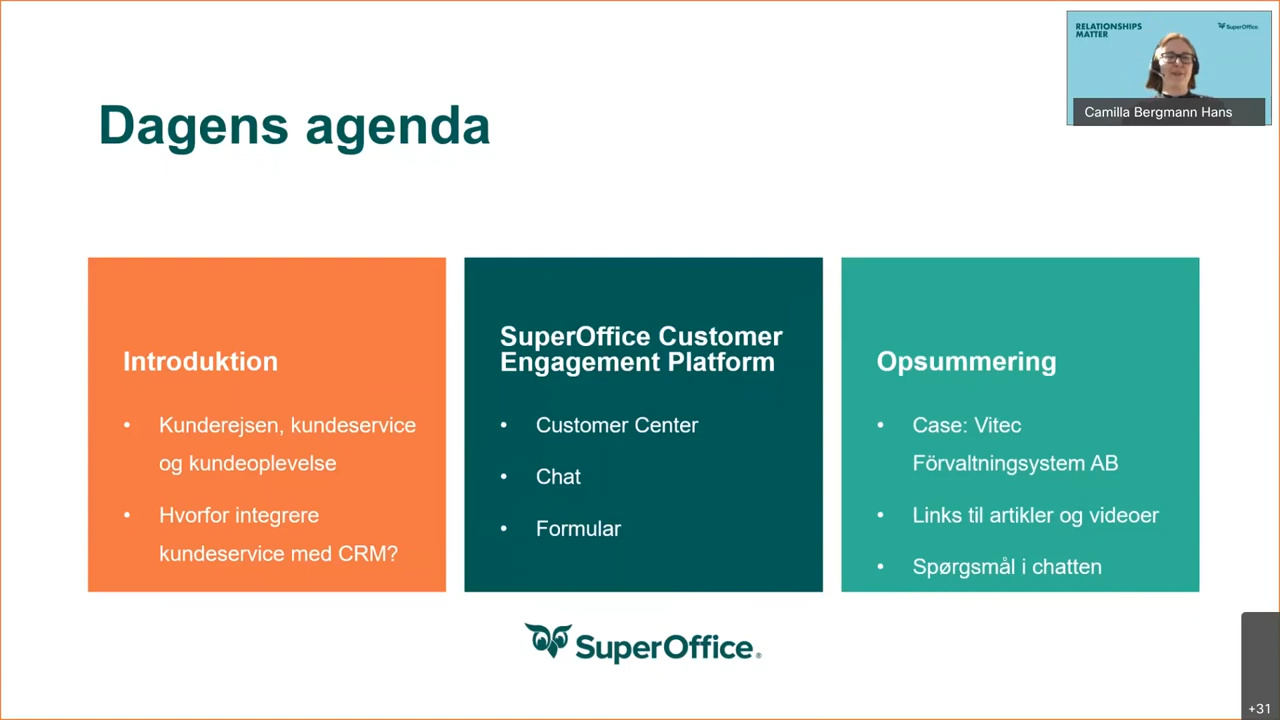 RELATIONSHIPS
MATTER
SuperOffice
Camilla Bergmann Hans
Dagens agenda
Introduktion
• Kunderejsen, kundeservice
og kundeoplevelse
• Hvorfor integrere
kundeservice med CRM?
SuperOffice Customer
Engagement Platform
• Customer Center
• Chat
• Formular
Opsummering
• Case: Vitec
Förvaltningsystem AB
• Links til artikler og videoer
• Spørgsmål i chatten
SuperOffice®
+31